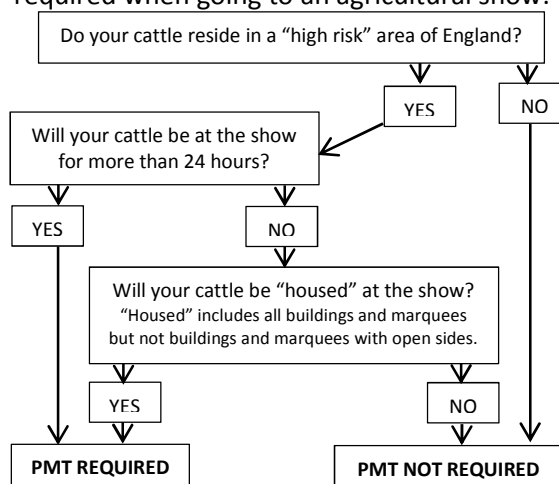 required when going to an agricultural show?
Do your cattle reside in a “high risk” area of England?
YES
NO
Will your cattle be at the show
for more than 24 hours?
YES
NO
Will your cattle be “housed” at the show?
“Housed” includes all buildings and marquees
but not buildings and marquees with open sides.
YES
NO
PMT REQUIRED
PMT NOT REQUIRED